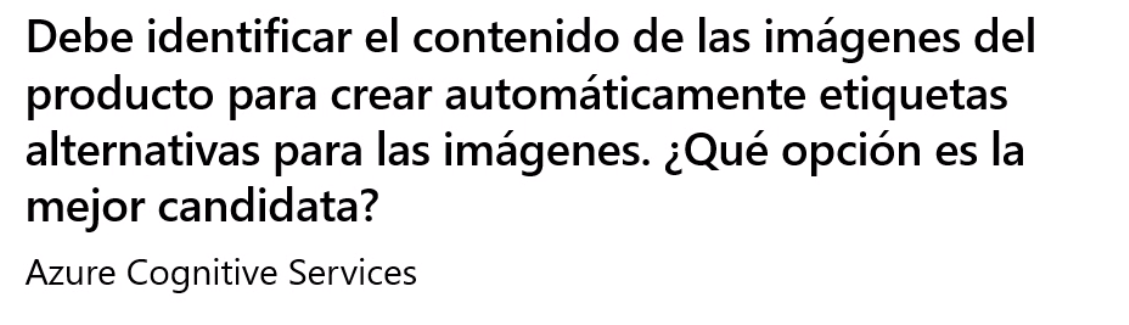 Debe identificar el contenido de las imágenes del
producto para crear automáticamente etiquetas
alternativas para las imágenes. ¿Qué opción es la
mejor candidata?
Azure Cognitive Services